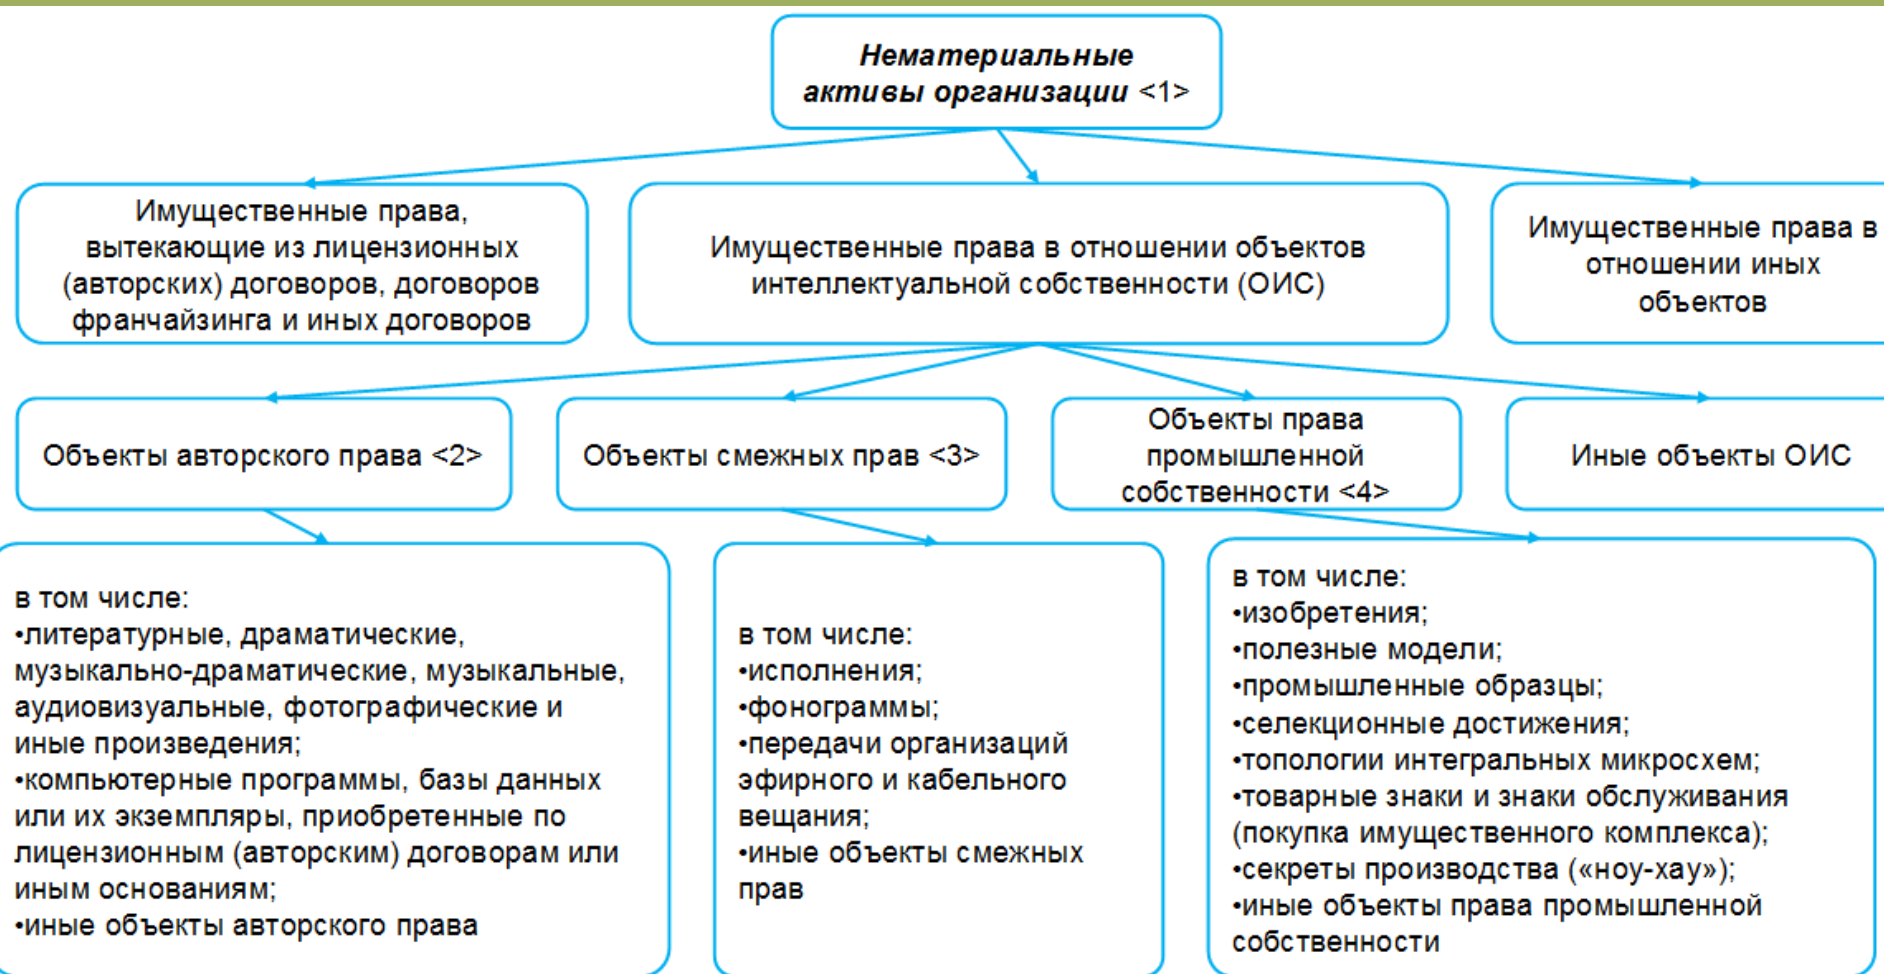 Нематериальные
активы организации <1>
Имущественные права,
вытекающие из лицензионных
(авторских) договоров, договоров
франчайзинга и иных договоров
Имущественные права в отношении объектов
интеллектуальной собственности (ОИС)
Имущественные права в
отношении иных
объектов
Объекты авторского права <2>
Объекты смежных прав <3>
Объекты права
промышленной
собственности <4>
Иные объекты ОИС
в том числе:
•литературные, драматические,
музыкально-драматические, музыкальные,
аудиовизуальные, фотографические и
иные произведения;
•компьютерные программы, базы данных
или их экземпляры, приобретенные по
лицензионным (авторским) договорам или
иным основаниям;
•иные объекты авторского права
в том числе:
•исполнения;
•фонограммы;
•передачи организаций
эфирного и кабельного
вещания;
•иные объекты смежных
прав
в том числе:
•изобретения;
•полезные модели;
•промышленные образцы;
•селекционные достижения;
•топологии интегральных микросхем;
•товарные знаки и знаки обслуживания
(покупка имущественного комплекса);
•секреты производства («ноу-хау»);
•иные объекты права промышленной
собственности